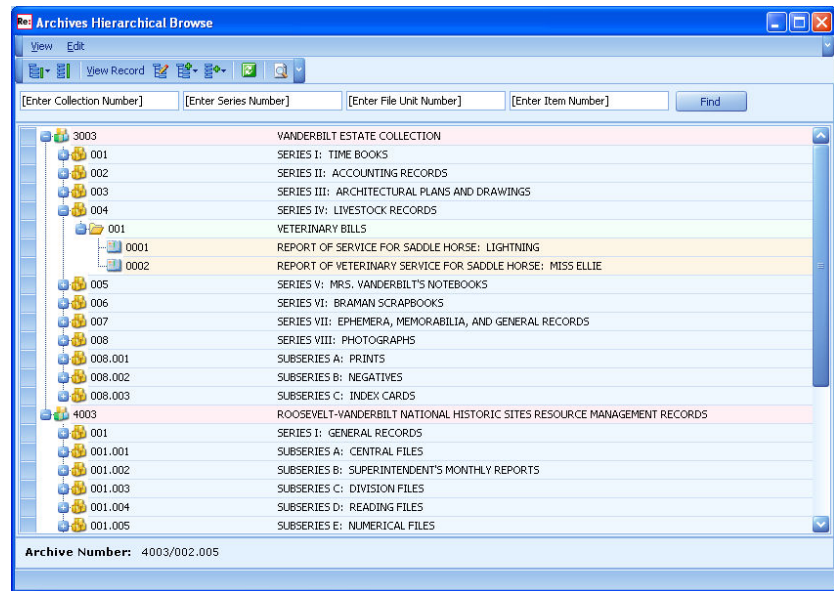 Re: Archives Hierarchical Browse
View Edit
View Record
[Enter Collection Number] [Enter Series Number] [Enter File Unit Number] [Enter Item Number] Find
3003 VANDERBILT ESTATE COLLECTION
001 SERIES I: TIME BOOKS
002 SERIES II: ACCOUNTING RECORDS
003 SERIES III: ARCHITECTURAL PLANS AND DRAWINGS
004 SERIES IV: LIVESTOCK RECORDS
001 VETERINARY BILLS
0001 REPORT OF SERVICE FOR SADDLE HORSE: LIGHTNING
0002 REPORT OF VETERINARY SERVICE FOR SADDLE HORSE: MISS ELLIE
005 SERIES V: MRS. VANDERBILT'S NOTEBOOKS
006 SERIES VI: BRAMAN SCRAPBOOKS
007 SERIES VII: EPHEMERA, MEMORABILIA, AND GENERAL RECORDS
008 SERIES VIII: PHOTOGRAPHS
008.001 SUBSERIES A: PRINTS
008.002 SUBSERIES B: NEGATIVES
008.003 SUBSERIES C: INDEX CARDS
4003 ROOSEVELT-VANDERBILT NATIONAL HISTORIC SITES RESOURCE MANAGEMENT RECORDS
001 SERIES I: GENERAL RECORDS
001.001 SUBSERIES A: CENTRAL FILES
001.002 SUBSERIES B: SUPERINTENDENT'S MONTHLY REPORTS
001.003 SUBSERIES C: DIVISION FILES
001.004 SUBSERIES D: READING FILES
001.005 SUBSERIES E: NUMERICAL FILES
Archive Number: 4003/002.005